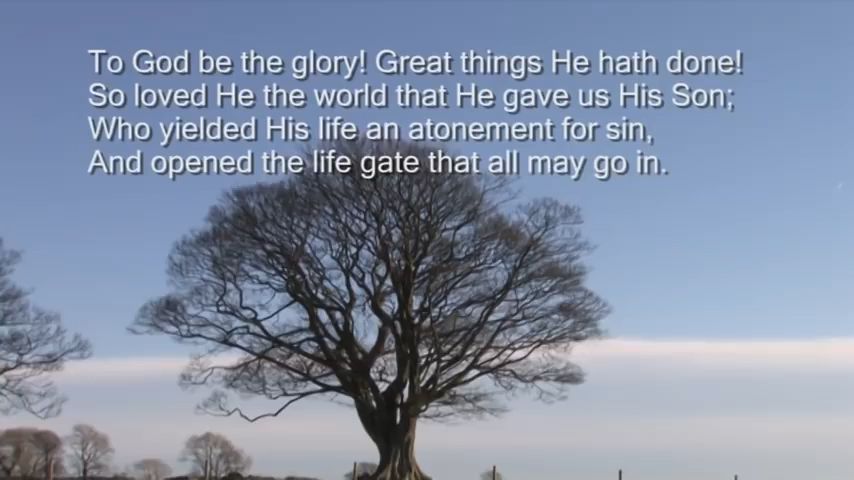 To God be the glory! Great things He hath done!
So loved He the world that He gave us His Son;
Who yielded His life an atonement for sin,
And opened the life gate that all may go in.